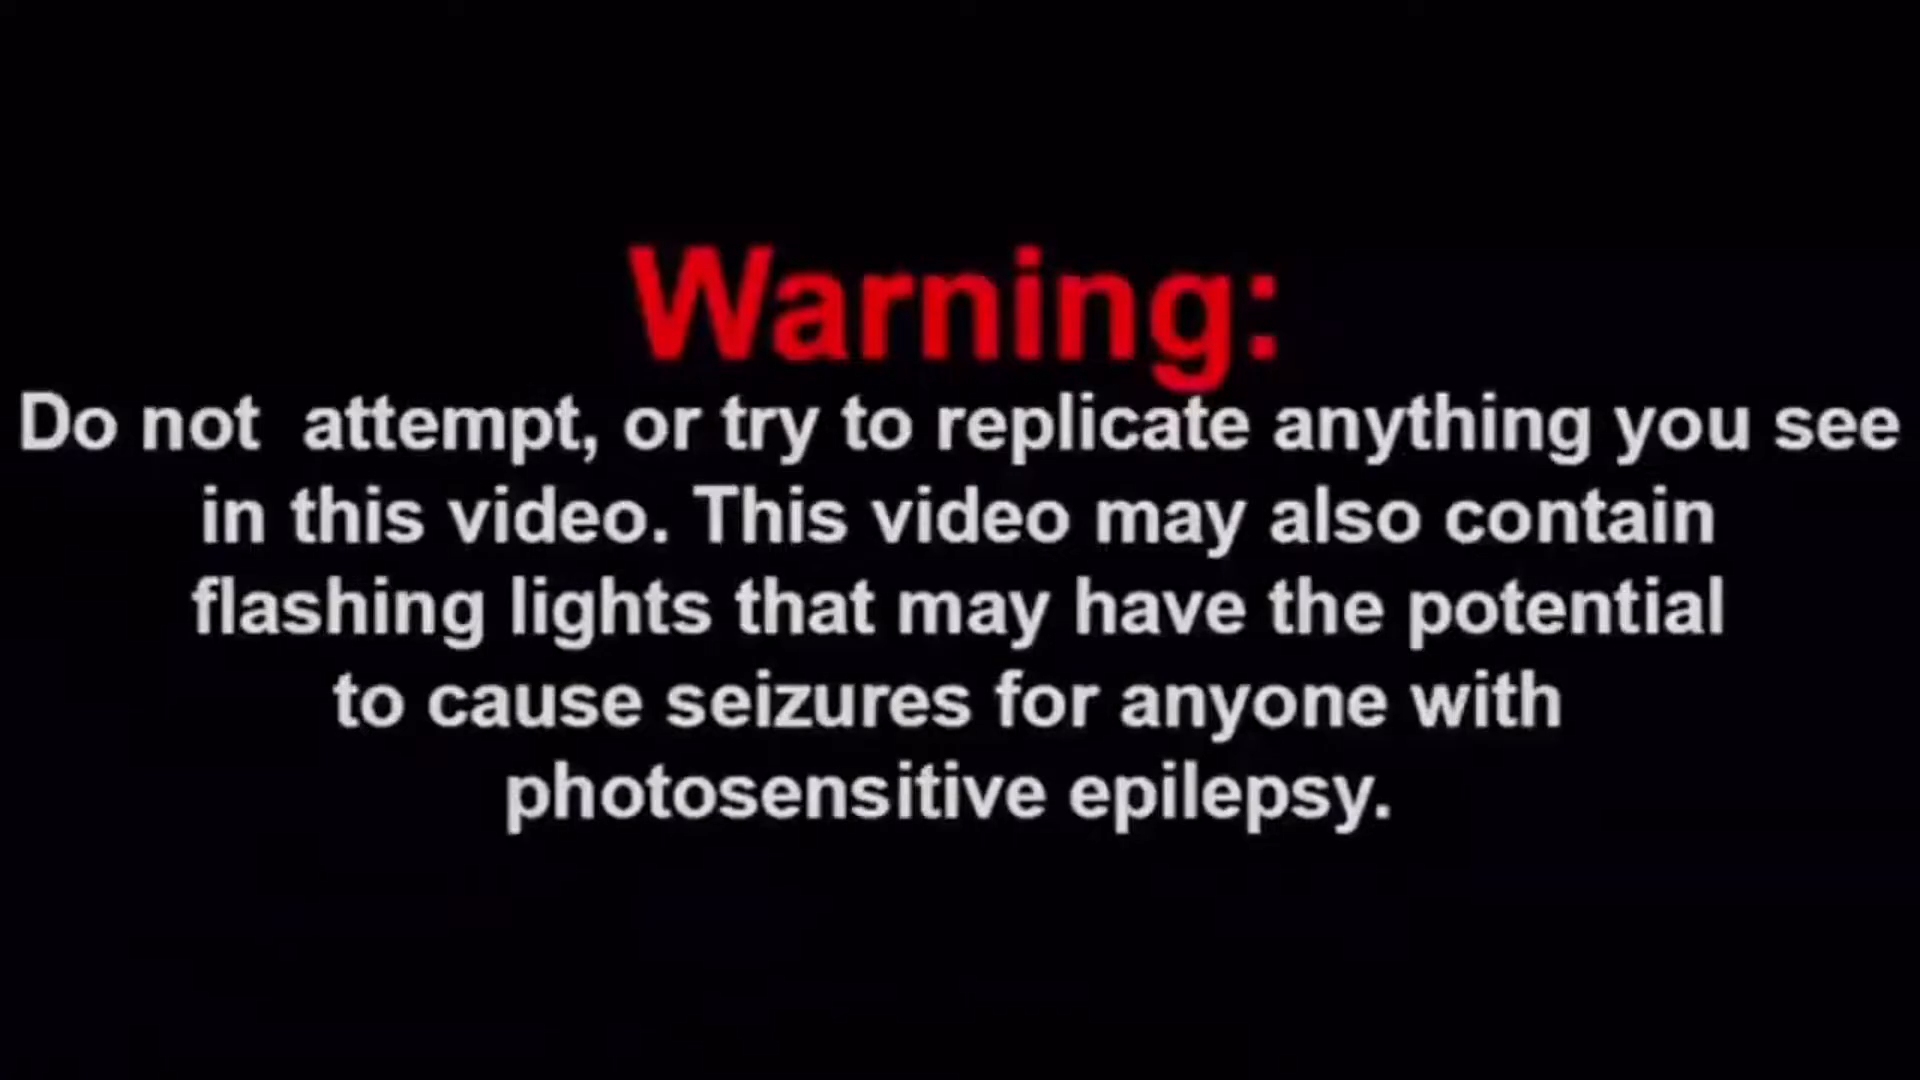 Warning:
Do not  attempt, or try to replicate anything you see
in this video. This video may also contain
flashing lights that may have the potential
to cause seizures for anyone with
photosensitive epilepsy.